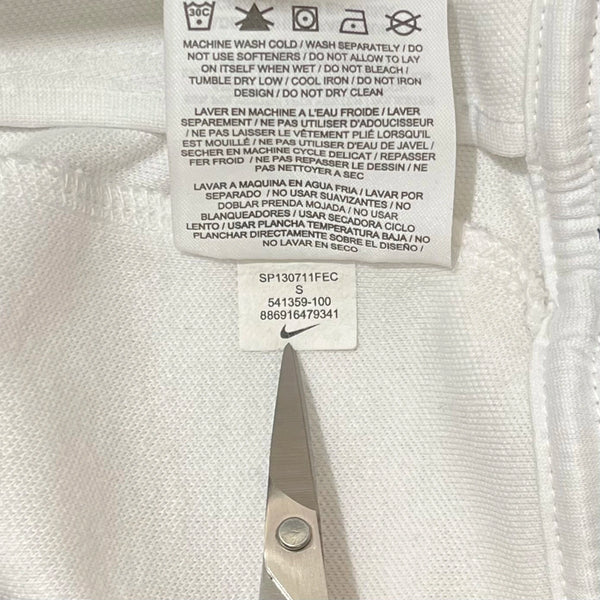 30C
MACHINE WASH COLD / WASH SEPARATELY / DO
NOT USE SOFTENERS / DO NOT ALLOW TO LAY
ON ITSELF WHEN WET / DO NOT BLEACH /
TUMBLE DRY LOW / COOL IRON / DO NOT IRON
DESIGN / DO NOT DRY CLEAN
LAVER EN MACHINE A L'EAU FROIDE / LAVER
SEPAREMENT / NE PAS UTILISER D'ADOUCISSEUR
/ NE PAS LAISSER LE VÊTEMENT PLIÉ LORSQU'IL
EST MOUILLÉ / NE PAS UTILISER D'EAU DE JAVEL /
SECHER EN MACHINE CYCLE DELICAT / REPASSER
FER FROID / NE PAS REPASSER LE DESSIN / NE
PAS NETTOYER A SEC
LAVAR A MAQUINA EN AGUA FRIA / LAVAR POR
SEPARADO / NO USAR SUAVIZANTES / NO
DOBLAR PRENDA MOJADA / NO USAR
BLANQUEADORES / USAR SECADORA CICLO
LENTO / USAR PLANCHA TEMPERATURA BAJA / NO
PLANCHAR DIRECTAMENTE SOBRE EL DISEÑO /
NO LAVAR EN SECO
SP130711FEC
S
541359-100
886916479341